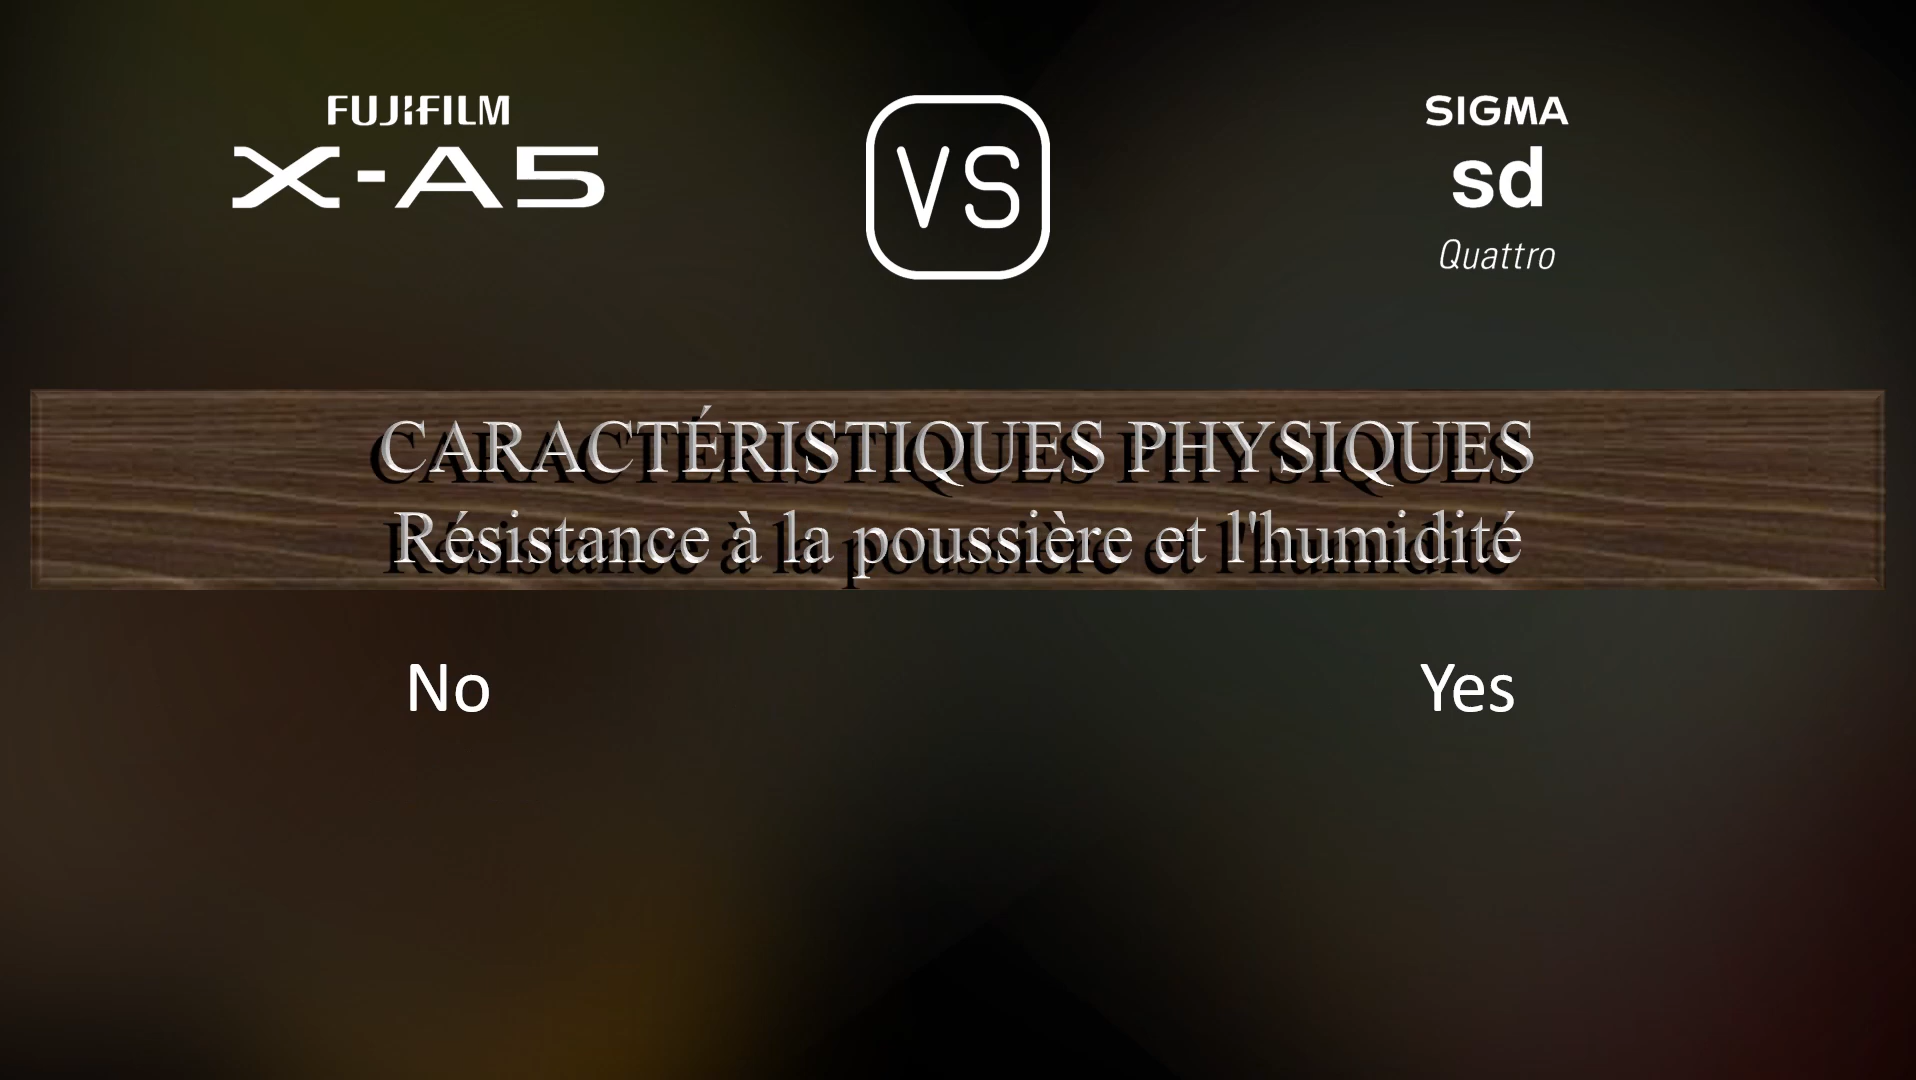 FUJIFILM
X-A5
VS
SIGMA
sd
Quattro
CARACTÉRISTIQUES PHYSIQUES
Résistance à la poussière et l'humidité
No
Yes